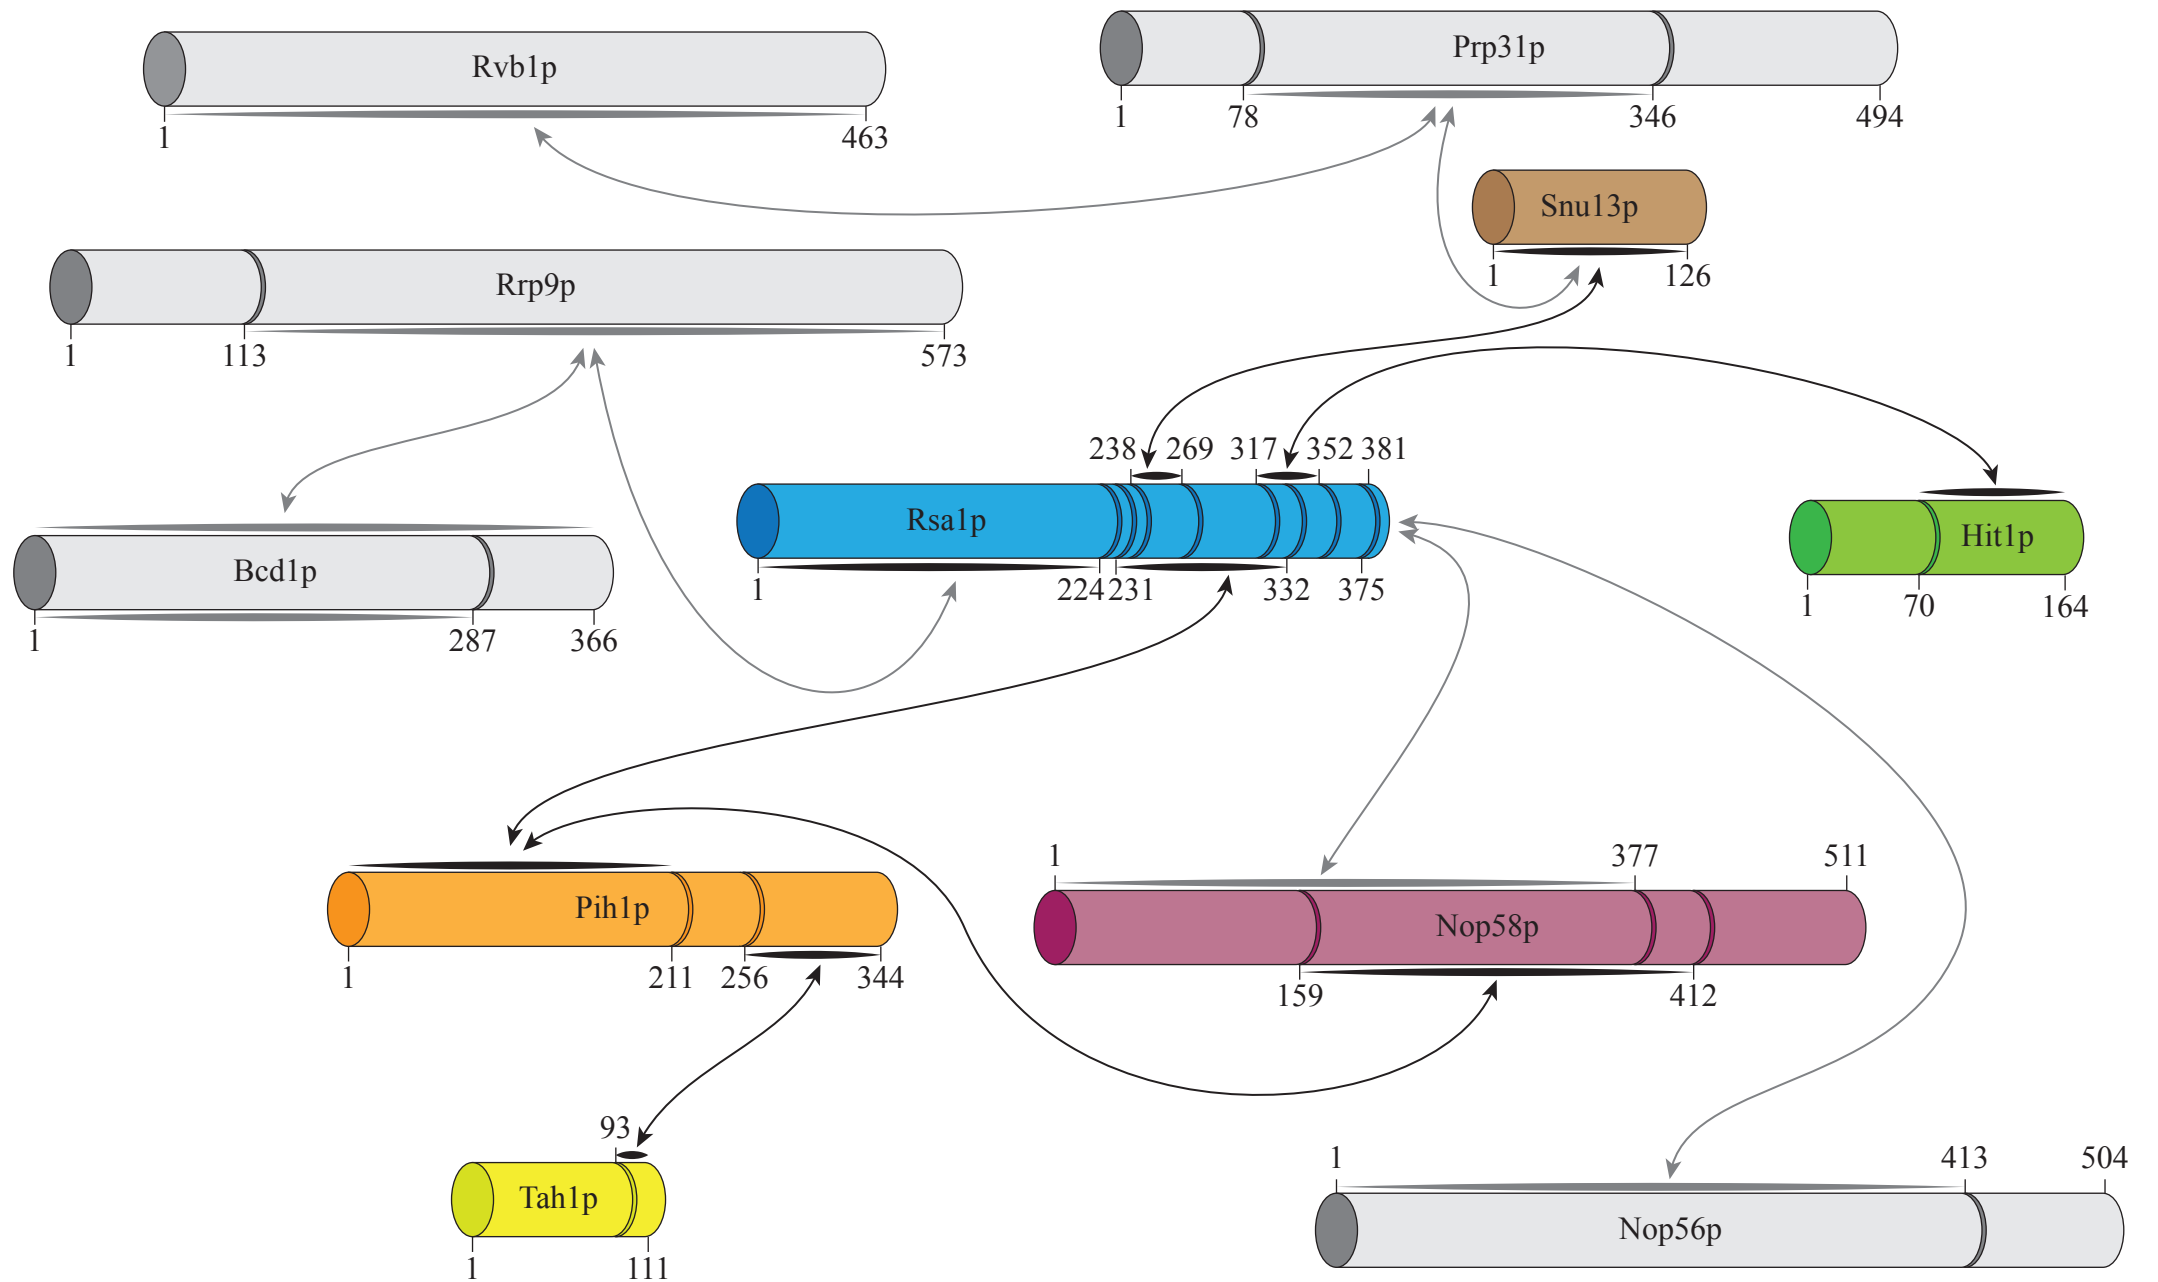 Rvb1p
1 463
Prp31p
1 78 346 494
Snu13p
1 126
Rrp9p
1 113 573
238 269 317 352 381
Rsa1p
1 224 231 332 375
Hit1p
1 70 164
Bcd1p
1 287 366
Pih1p
1 211 256 344
1 377 511
Nop58p
159 412
93
Tah1p
1 111
1 413 504
Nop56p